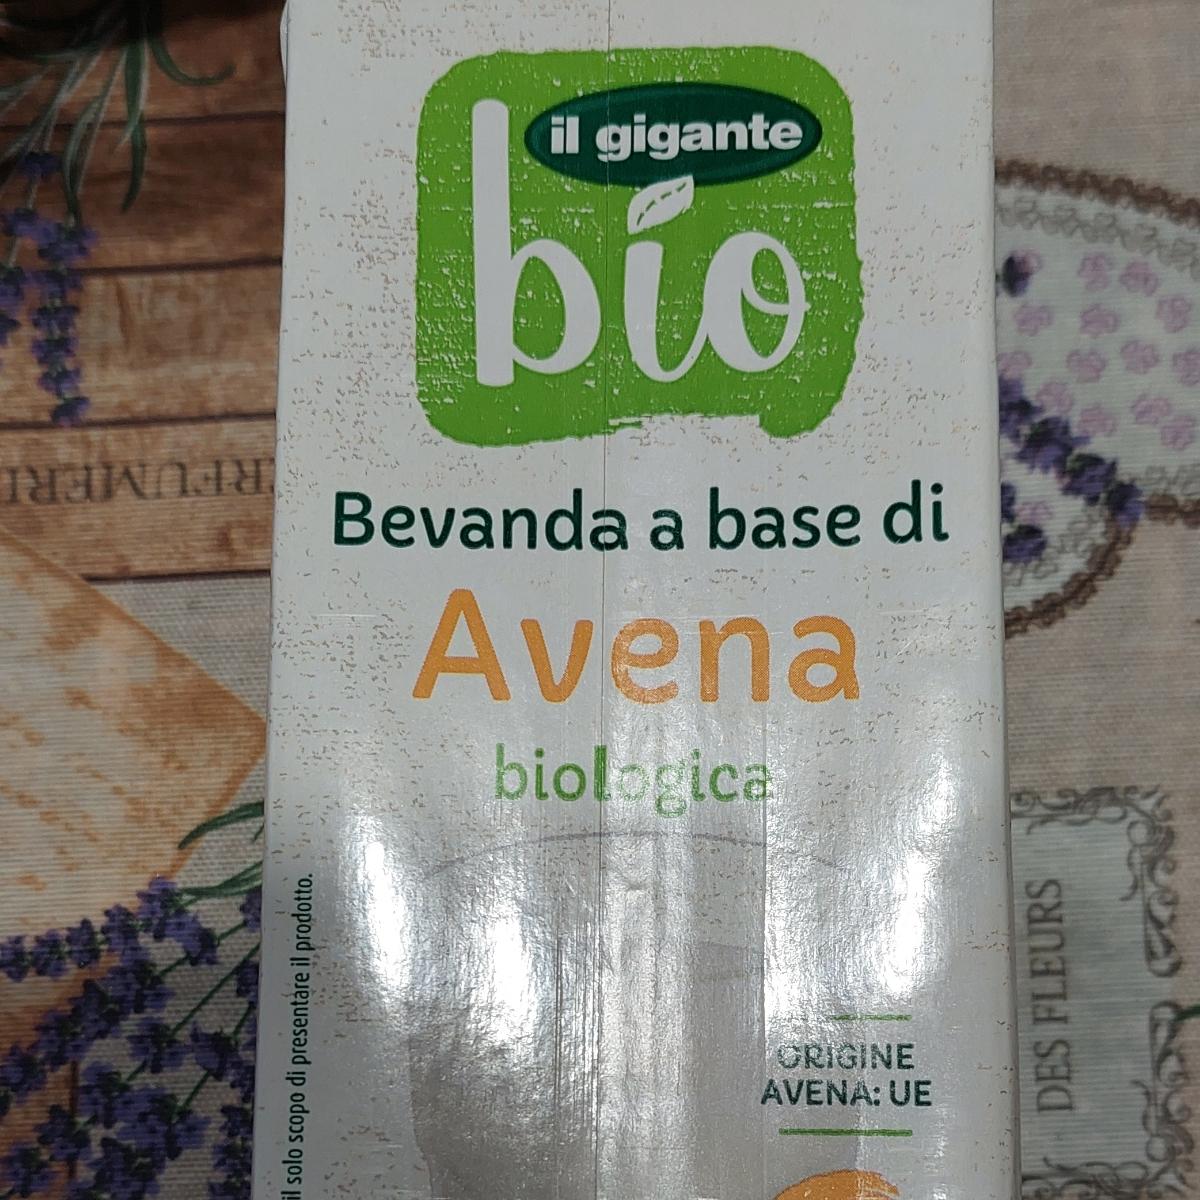 il gigante
bio
Bevanda a base di
Avena
biologica
ORIGINE
AVENA: UE
il solo scopo di presentare il prodotto.
DES FLEURS